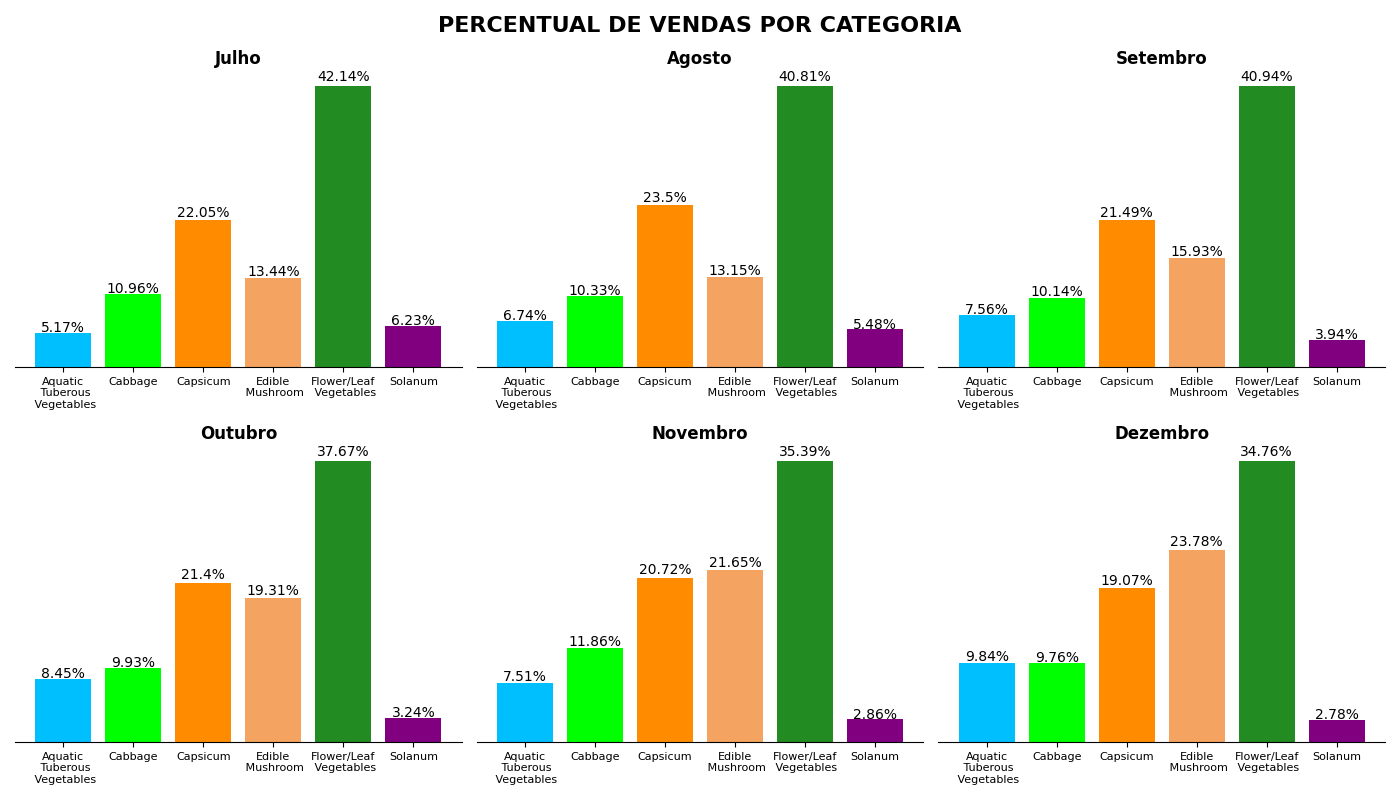 PERCENTUAL DE VENDAS POR CATEGORIA
Julho
42.14%
22.05%
13.44%
10.96%
6.23%
5.17%
Aquatic Cabbage Capsicum Edible Flower/Leaf Solanum
Tuberous Mushroom Vegetables
Vegetables
Agosto
40.81%
23.5%
13.15%
10.33%
6.74%
5.48%
Aquatic Cabbage Capsicum Edible Flower/Leaf Solanum
Tuberous Mushroom Vegetables
Vegetables
Setembro
40.94%
21.49%
15.93%
10.14%
7.56%
3.94%
Aquatic Cabbage Capsicum Edible Flower/Leaf Solanum
Tuberous Mushroom Vegetables
Vegetables
Outubro
37.67%
21.4%
19.31%
9.93%
8.45%
3.24%
Aquatic Cabbage Capsicum Edible Flower/Leaf Solanum
Tuberous Mushroom Vegetables
Vegetables
Novembro
35.39%
21.65%
20.72%
11.86%
7.51%
2.86%
Aquatic Cabbage Capsicum Edible Flower/Leaf Solanum
Tuberous Mushroom Vegetables
Vegetables
Dezembro
34.76%
23.78%
19.07%
9.84%
9.76%
2.78%
Aquatic Cabbage Capsicum Edible Flower/Leaf Solanum
Tuberous Mushroom Vegetables
Vegetables